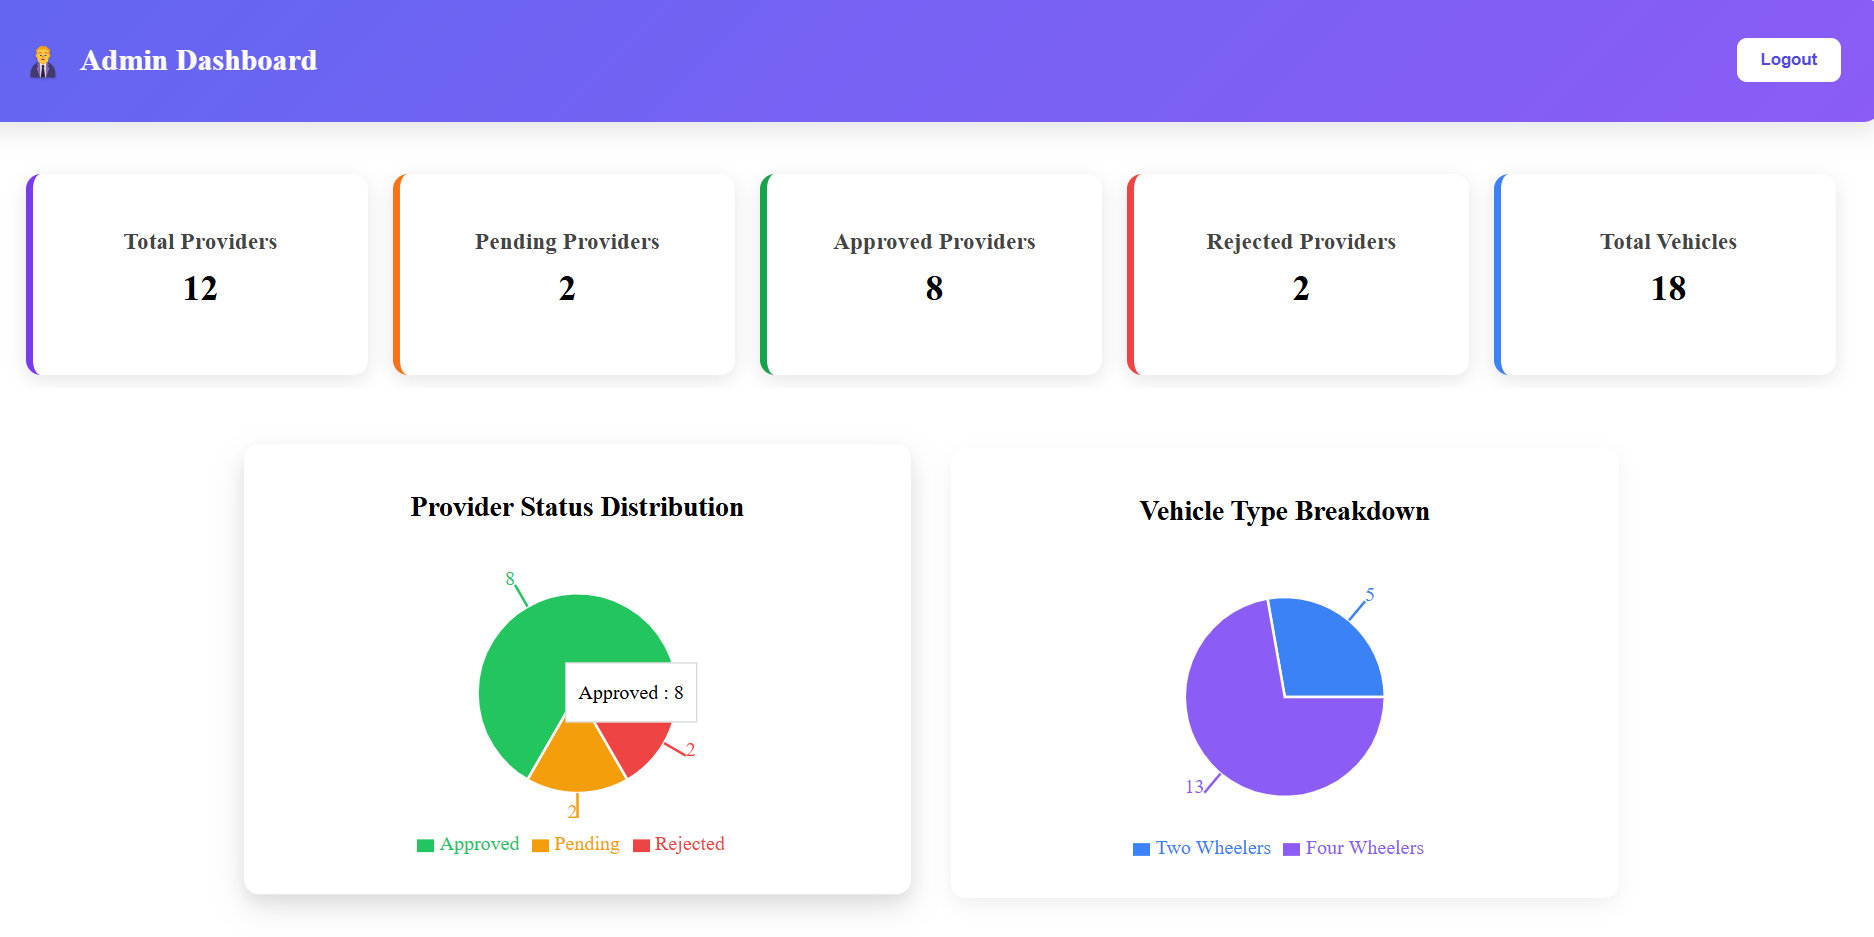 Admin Dashboard
Logout
Total Providers
12
Pending Providers
2
Approved Providers
8
Rejected Providers
2
Total Vehicles
18
Provider Status Distribution
8
Approved : 8
2
2
Approved Pending Rejected
Vehicle Type Breakdown
5
13
Two Wheelers Four Wheelers